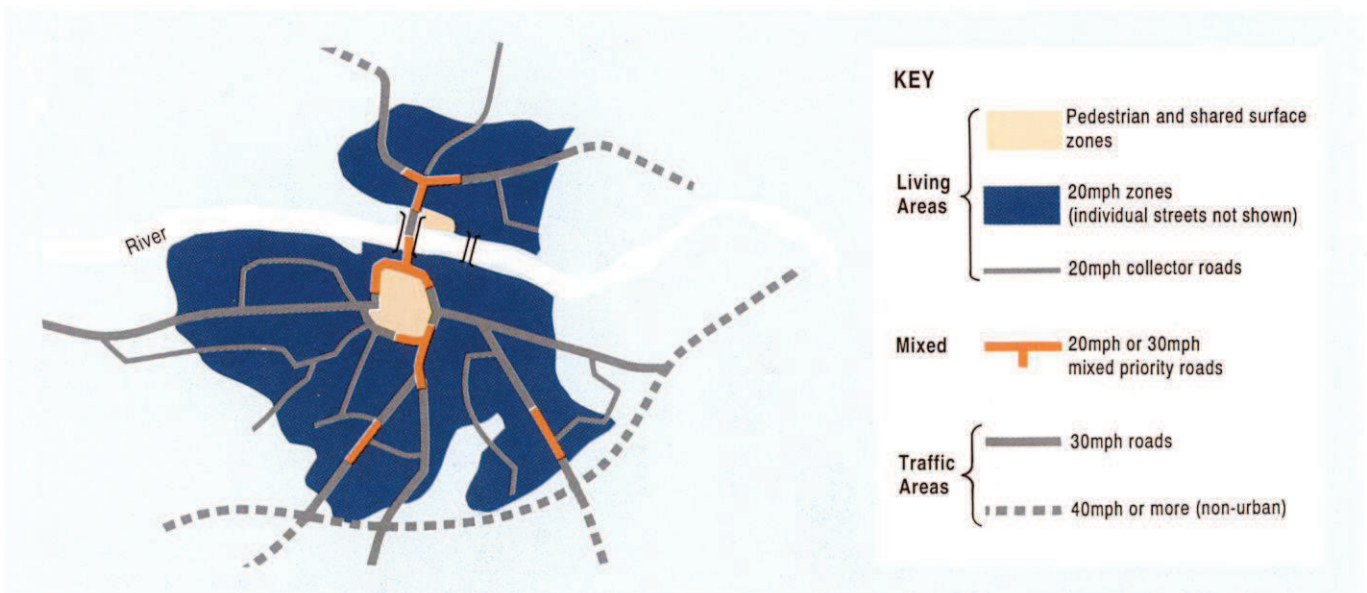 River
KEY
Living
Areas
Pedestrian and shared surface
zones
20mph zones
(individual streets not shown)
20mph collector roads
Mixed
20mph or 30mph
mixed priority roads
Traffic
Areas
30mph roads
40mph or more (non-urban)